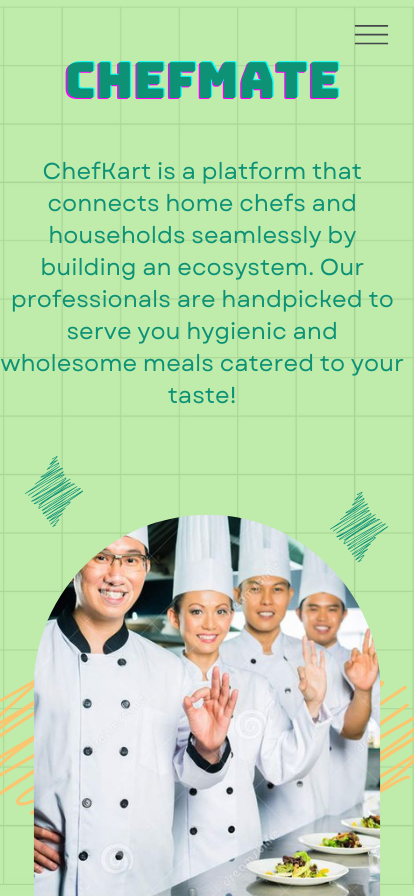 CHEFMATE
ChefKart is a platform that
connects home chefs and
households seamlessly by
building an ecosystem. Our
professionals are handpicked to
serve you hygienic and
wholesome meals catered to your
taste!